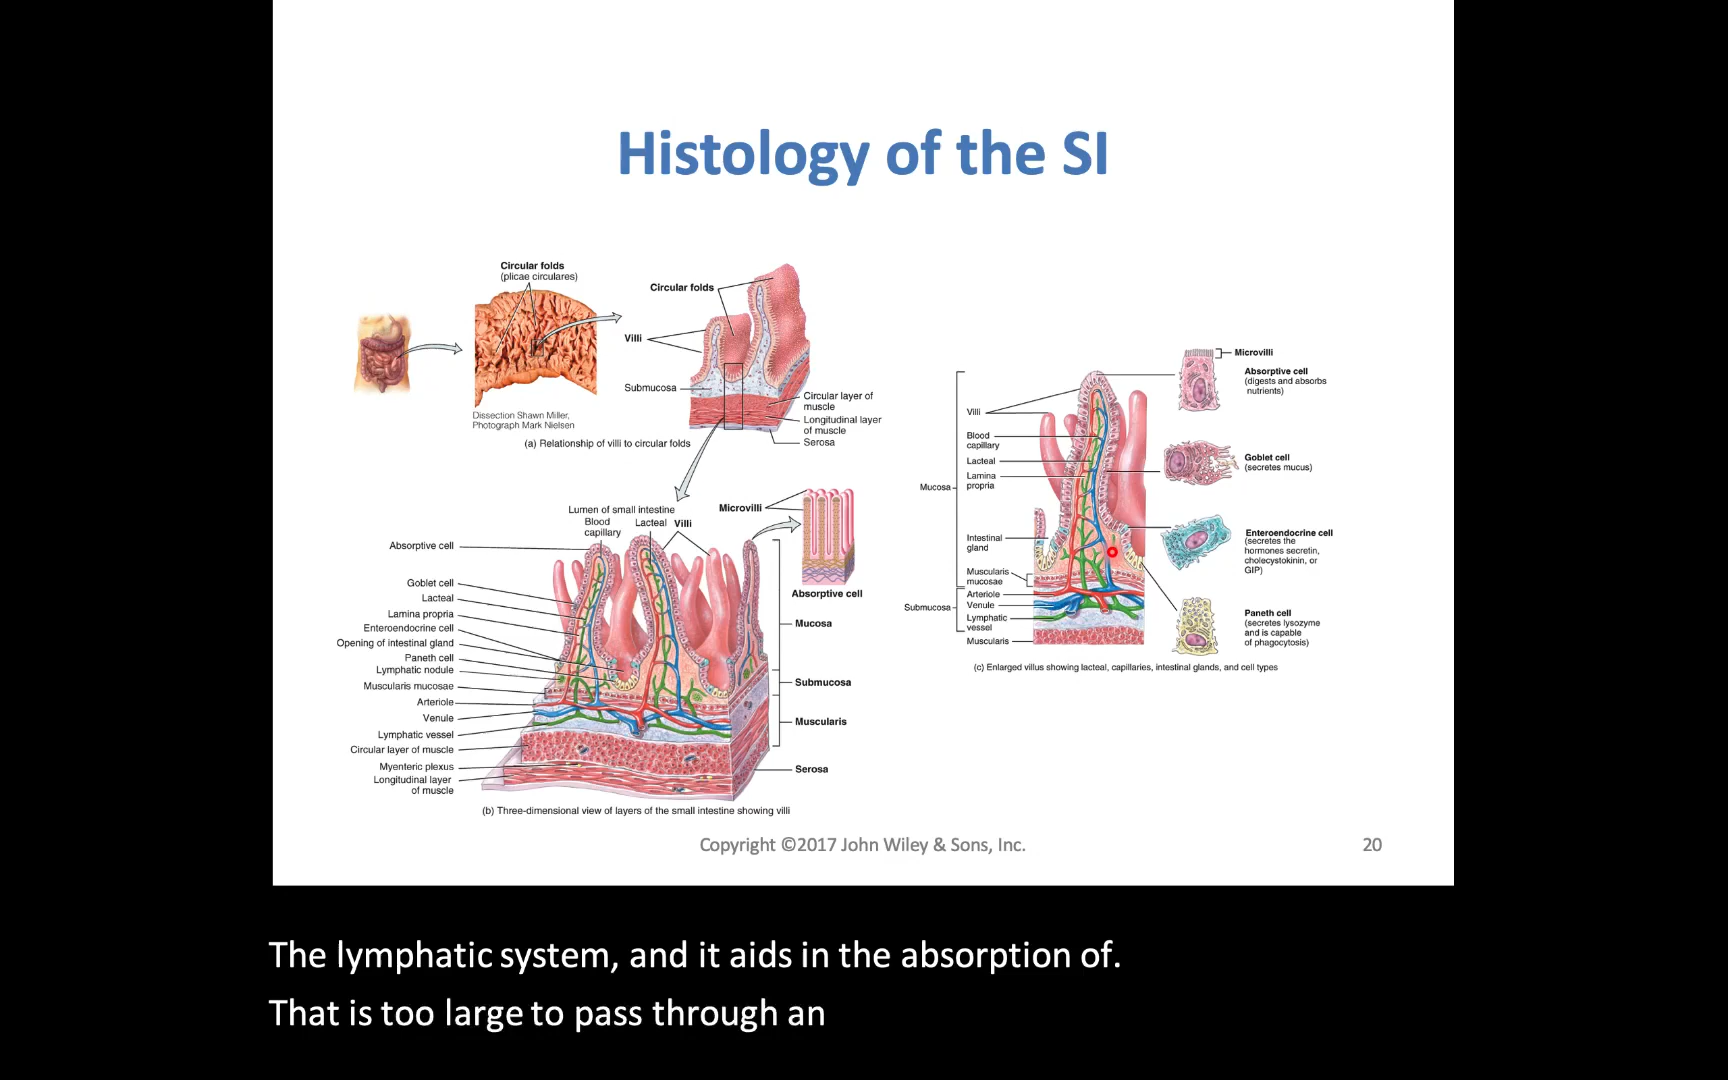 Histology of the SI
Circular folds
(plicae circulares)
Dissection Shawn Miller,
Photograph Mark Nielsen
Circular folds
Villi
Submucosa
Circular layer of
muscle
Longitudinal layer
of muscle
Serosa
(a) Relationship of villi to circular folds
Lumen of small intestine
Blood
capillary
Lacteal
Villi
Microvilli
Absorptive cell
Absorptive cell
Goblet cell
Lacteal
Lamina propria
Enteroendocrine cell
Opening of intestinal gland
Paneth cell
Lymphatic nodule
Muscularis mucosae
Arteriole
Venule
Lymphatic vessel
Circular layer of muscle
Myenteric plexus
Longitudinal layer
of muscle
Mucosa
Submucosa
Muscularis
Serosa
(b) Three-dimensional view of layers of the small intestine showing villi
Villi
Blood
capillary
Lacteal
Lamina
propria
Mucosa
Intestinal
gland
Muscularis
mucosae
Arteriole
Submucosa
Venule
Lymphatic
vessel
Muscularis
Microvilli
Absorptive cell
(digests and absorbs
nutrients)
Goblet cell
(secretes mucus)
Enteroendocrine cell
(secretes the
hormones secretin,
cholecystokinin, or
GIP)
Paneth cell
(secretes lysozyme
and is capable
of phagocytosis)
(c) Enlarged villus showing lacteal, capillaries, intestinal glands, and cell types
Copyright ©2017 John Wiley & Sons, Inc.
20
The lymphatic system, and it aids in the absorption of.
That is too large to pass through an